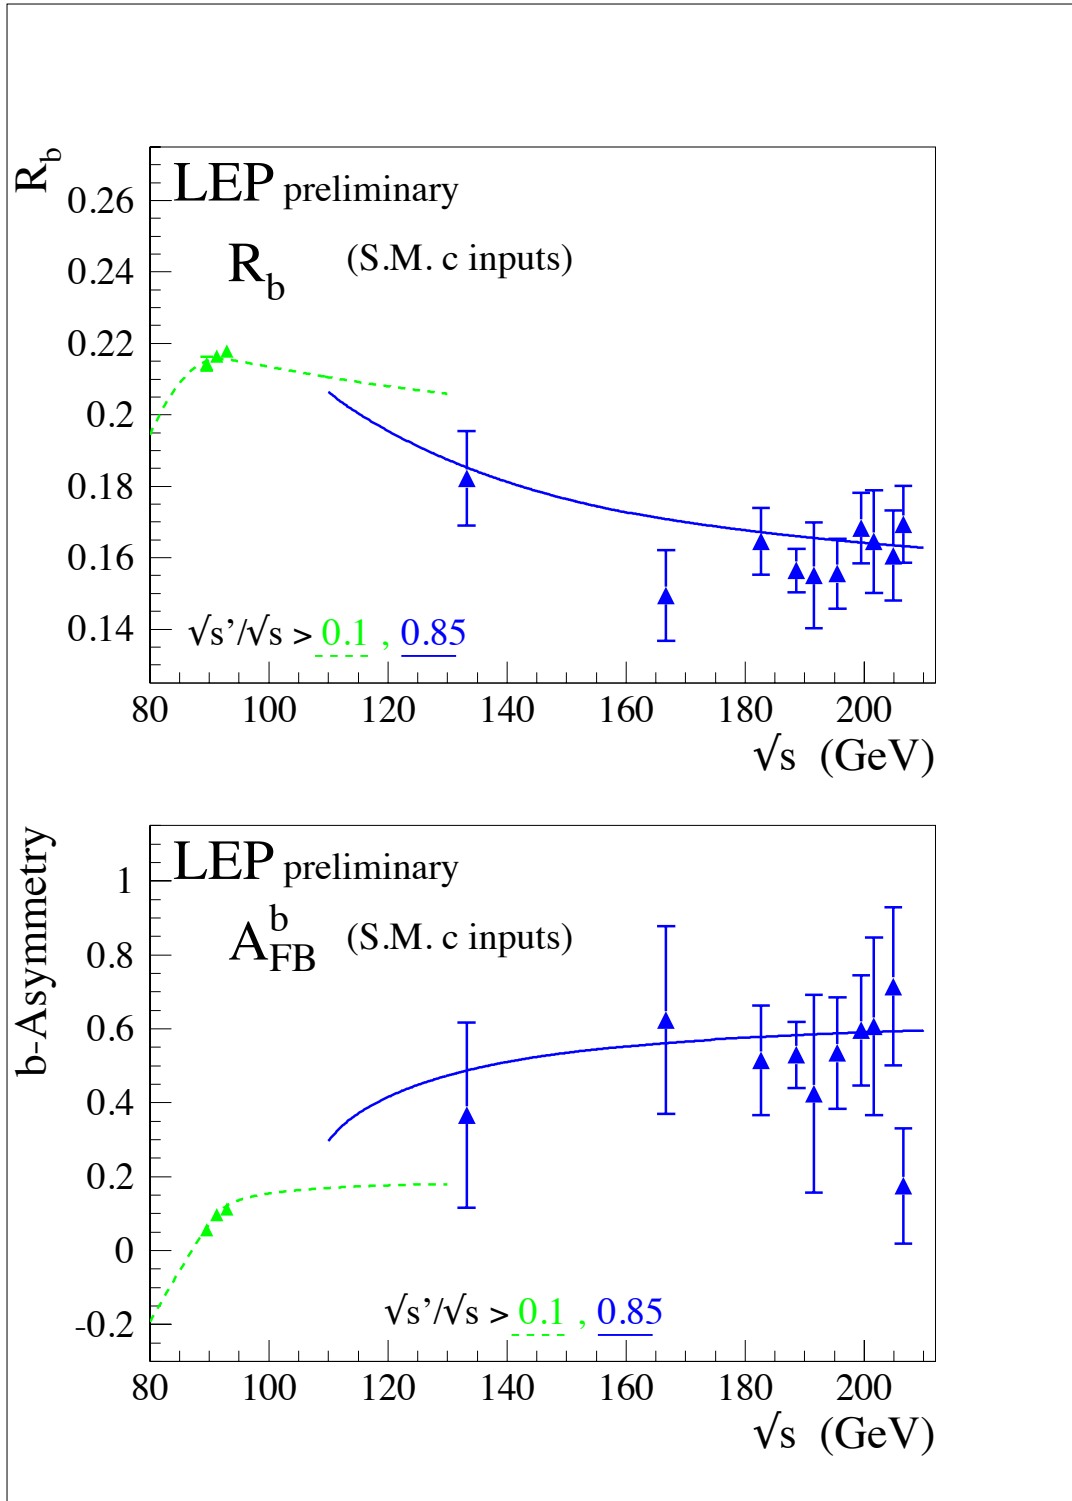 R_b
LEP preliminary
R_b (S.M. c inputs)
0.26
0.24
0.22
0.2
0.18
0.16
0.14
√s’/√s > 0.1 , 0.85
80 100 120 140 160 180 200
√s (GeV)
b-Asymmetry
LEP preliminary
A_FB^b (S.M. c inputs)
1
0.8
0.6
0.4
0.2
0
-0.2
√s’/√s > 0.1 , 0.85
80 100 120 140 160 180 200
√s (GeV)